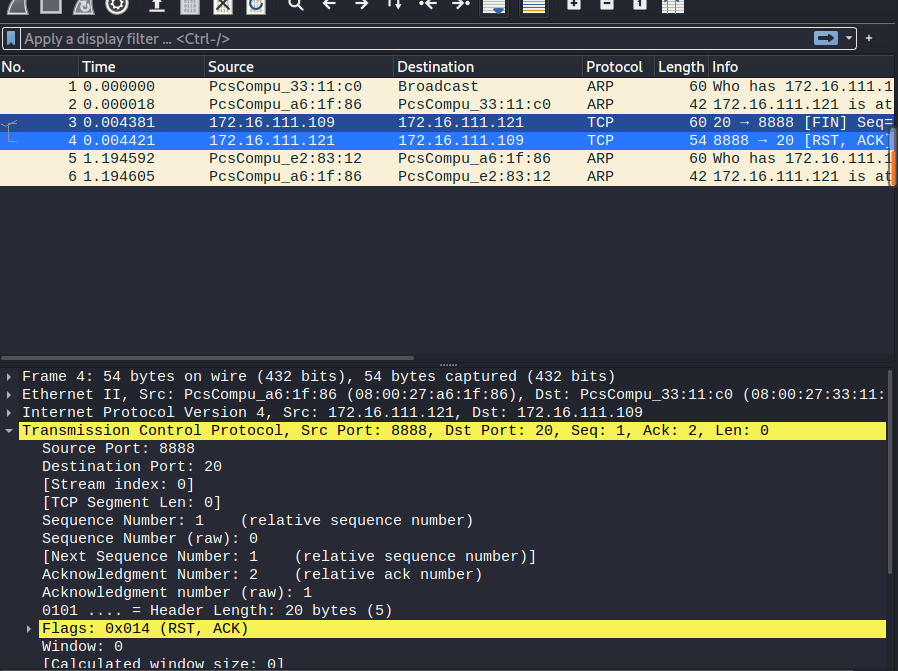 Apply a display filter ... <Ctrl-/>
+
No. Time Source Destination Protocol Length Info
1 0.000000 PcsCompu_33:11:c0 Broadcast ARP 60 Who has 172.16.111.1
2 0.000018 PcsCompu_a6:1f:86 PcsCompu_33:11:c0 ARP 42 172.16.111.121 is at
3 0.004381 172.16.111.109 172.16.111.121 TCP 60 20 → 8888 [FIN] Seq=
4 0.004421 172.16.111.121 172.16.111.109 TCP 54 8888 → 20 [RST, ACK]
5 1.194592 PcsCompu_e2:83:12 PcsCompu_a6:1f:86 ARP 60 Who has 172.16.111.1
6 1.194605 PcsCompu_a6:1f:86 PcsCompu_e2:83:12 ARP 42 172.16.111.121 is at
Frame 4: 54 bytes on wire (432 bits), 54 bytes captured (432 bits)
Ethernet II, Src: PcsCompu_a6:1f:86 (08:00:27:a6:1f:86), Dst: PcsCompu_33:11:c0 (08:00:27:33:11:
Internet Protocol Version 4, Src: 172.16.111.121, Dst: 172.16.111.109
Transmission Control Protocol, Src Port: 8888, Dst Port: 20, Seq: 1, Ack: 2, Len: 0
Source Port: 8888
Destination Port: 20
[Stream index: 0]
[TCP Segment Len: 0]
Sequence Number: 1    (relative sequence number)
Sequence Number (raw): 0
[Next Sequence Number: 1    (relative sequence number)]
Acknowledgment Number: 2    (relative ack number)
Acknowledgment number (raw): 1
0101 .... = Header Length: 20 bytes (5)
Flags: 0x014 (RST, ACK)
Window: 0
[Calculated window size: 0]